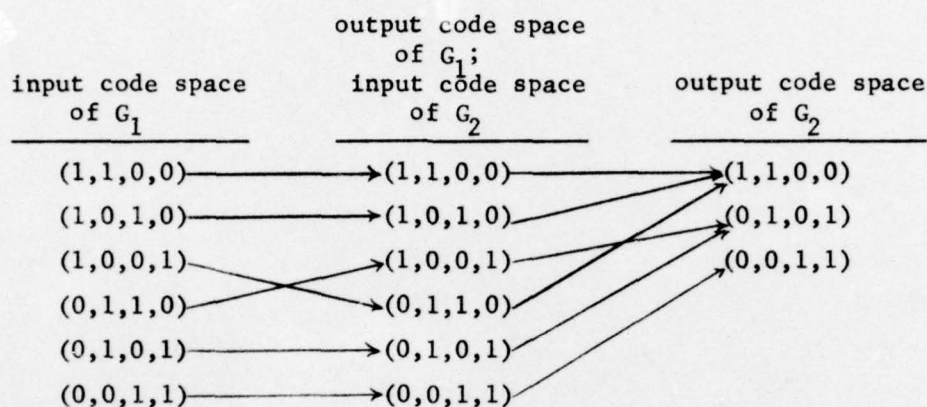 output code space
of G1;
input code space input code space output code space
of G1 of G2 of G2
(1,1,0,0) (1,1,0,0) (1,1,0,0)
(1,0,1,0) (1,0,1,0) (0,1,0,1)
(1,0,0,1) (1,0,0,1) (0,0,1,1)
(0,1,1,0) (0,1,1,0)
(0,1,0,1) (0,1,0,1)
(0,0,1,1) (0,0,1,1)